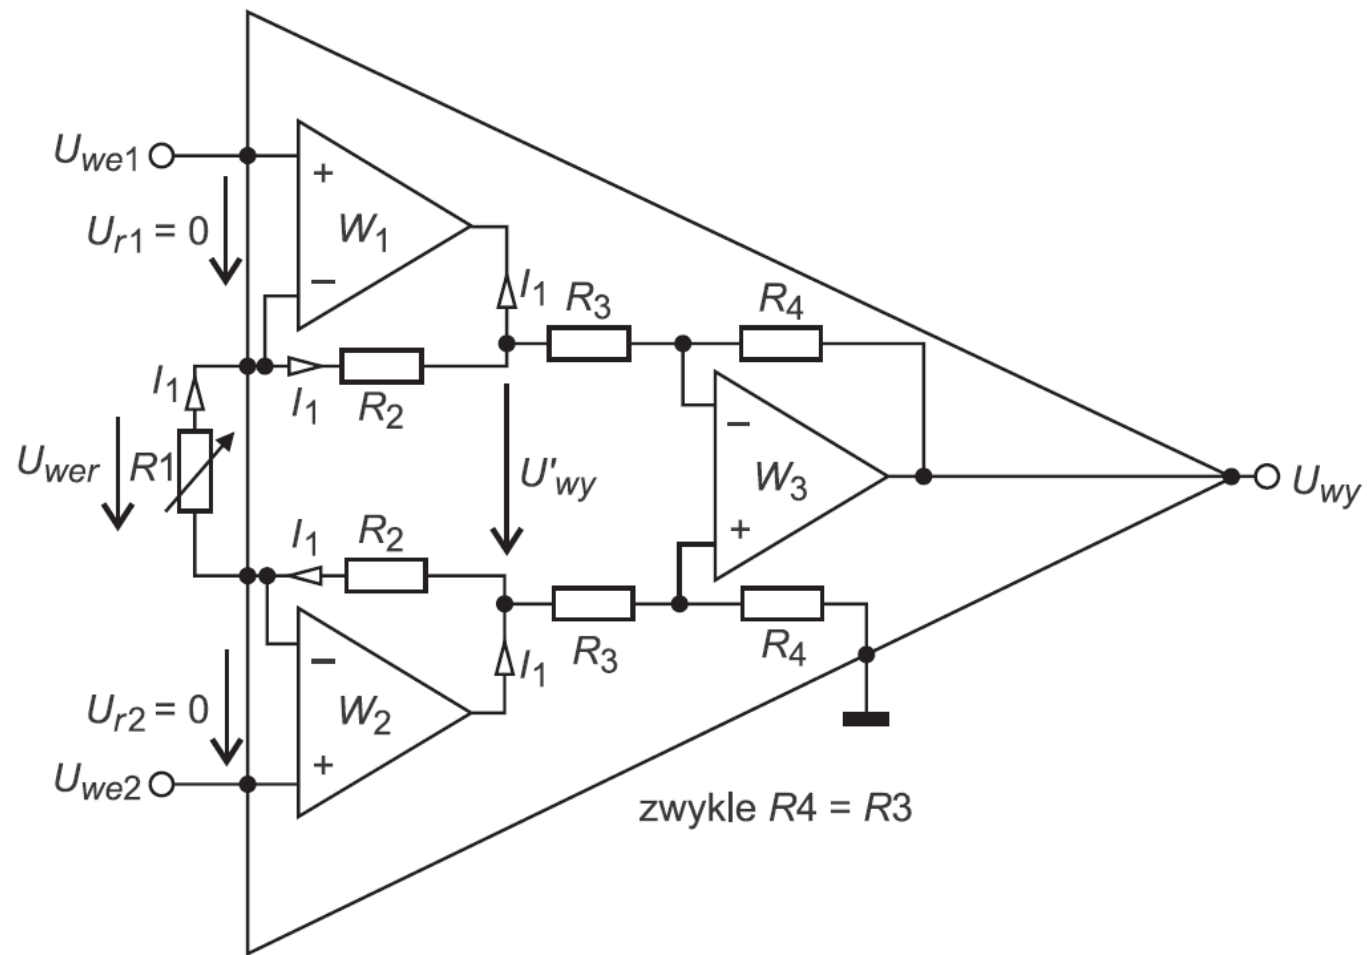 Uwe1
+
W1
Ur1 = 0
−
I1
R3
R4
I1
I1
R2
−
Uwer
R1
U'wy
W3
Uwy
+
I1
R2
−
R3
R4
I1
Ur2 = 0
W2
+
Uwe2
zwykle R4 = R3